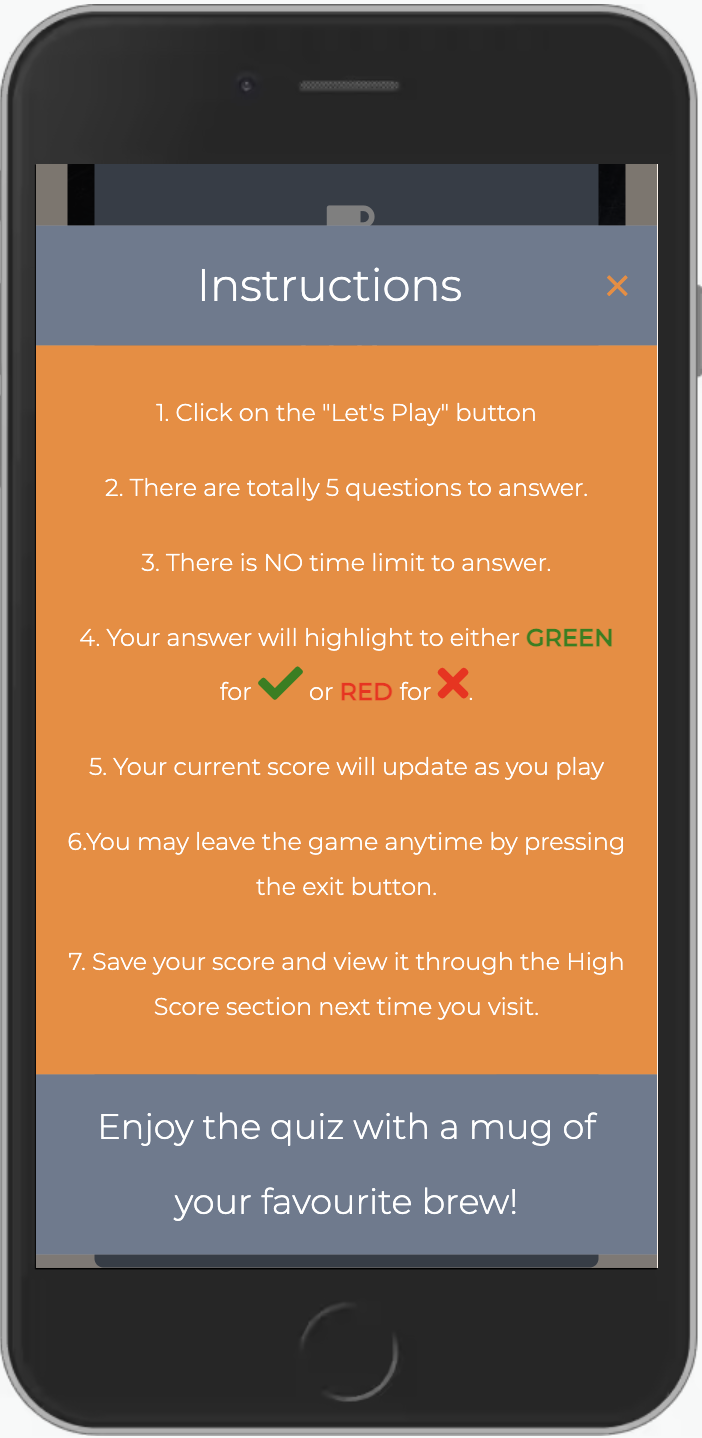 Instructions
1. Click on the "Let's Play" button
2. There are totally 5 questions to answer.
3. There is NO time limit to answer.
4. Your answer will highlight to either GREEN
for ✔ or RED for ✖.
5. Your current score will update as you play
6.You may leave the game anytime by pressing
the exit button.
7. Save your score and view it through the High
Score section next time you visit.
Enjoy the quiz with a mug of
your favourite brew!